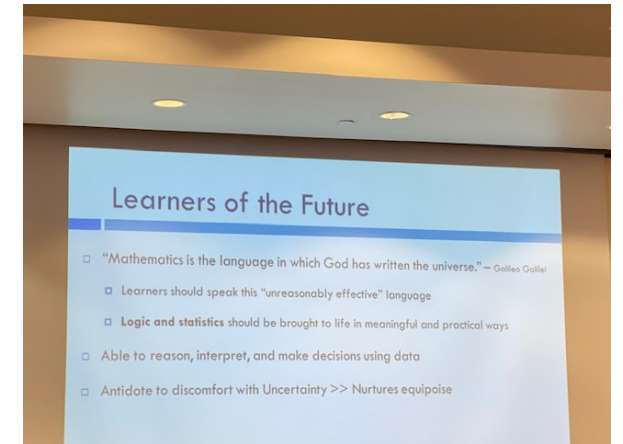 Learners of the Future
"Mathematics is the language in which God has written the universe." – Galileo Galilei
Learners should speak this "unreasonably effective" language
Logic and statistics should be brought to life in meaningful and practical ways
Able to reason, interpret, and make decisions using data
Antidote to discomfort with Uncertainty >> Nurtures equipoise